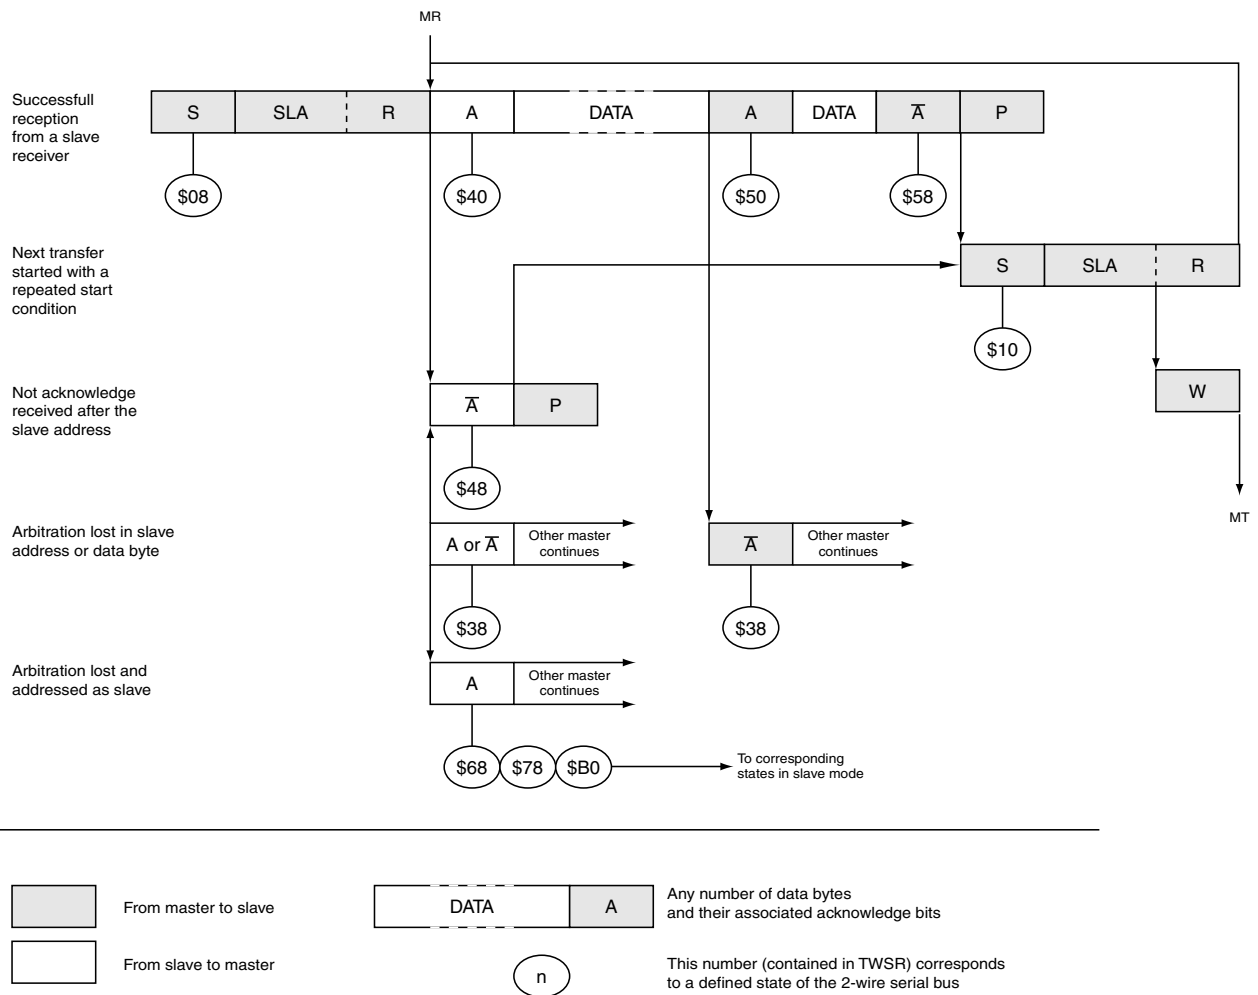 MR
Successfull
reception
from a slave
receiver
S SLA R A DATA A DATA A̅ P
$08 $40 $50 $58
Next transfer
started with a
repeated start
condition
S SLA R
$10
Not acknowledge
received after the
slave address
A̅ P
W
$48
MT
Arbitration lost in slave
address or data byte
A or A̅
Other master
continues
A̅
Other master
continues
$38 $38
Arbitration lost and
addressed as slave
A
Other master
continues
$68 $78 $B0
To corresponding
states in slave mode
From master to slave
DATA A
Any number of data bytes
and their associated acknowledge bits
From slave to master
n
This number (contained in TWSR) corresponds
to a defined state of the 2-wire serial bus